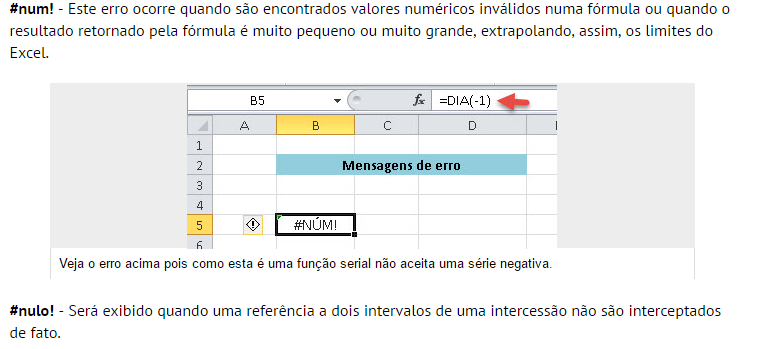 #num! - Este erro ocorre quando são encontrados valores numéricos inválidos numa fórmula ou quando o
resultado retornado pela fórmula é muito pequeno ou muito grande, extrapolando, assim, os limites do
Excel.
B5 fx =DIA(-1)
A B C D
1
2 Mensagens de erro
3
4
5 #NÚM!
6
Veja o erro acima pois como esta é uma função serial não aceita uma série negativa.
#nulo! - Será exibido quando uma referência a dois intervalos de uma intercessão não são interceptados
de fato.